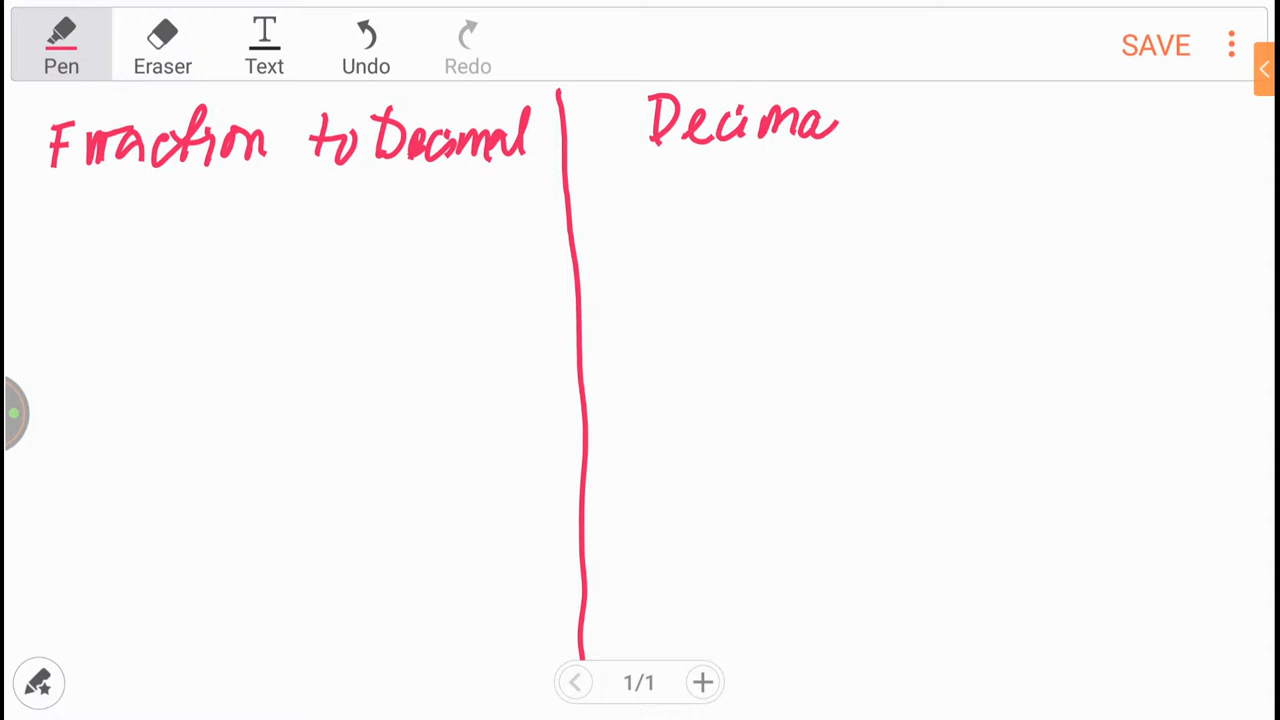 Pen
Eraser
Text
Undo
Redo
SAVE
Fraction to Decimal
Decima
1/1